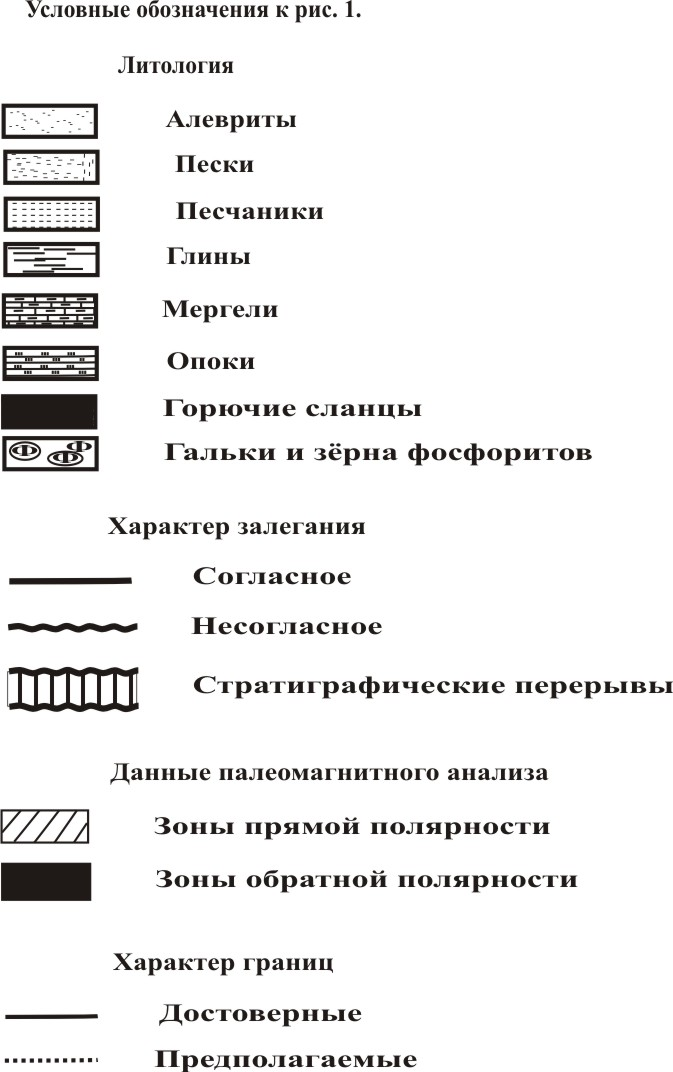 Условные обозначения к рис. 1.
Литология
Алевриты
Пески
Песчаники
Глины
Мергели
Опоки
Горючие сланцы
Гальки и зёрна фосфоритов
Характер залегания
Согласное
Несогласное
Стратиграфические перерывы
Данные палеомагнитного анализа
Зоны прямой полярности
Зоны обратной полярности
Характер границ
Достоверные
Предполагаемые